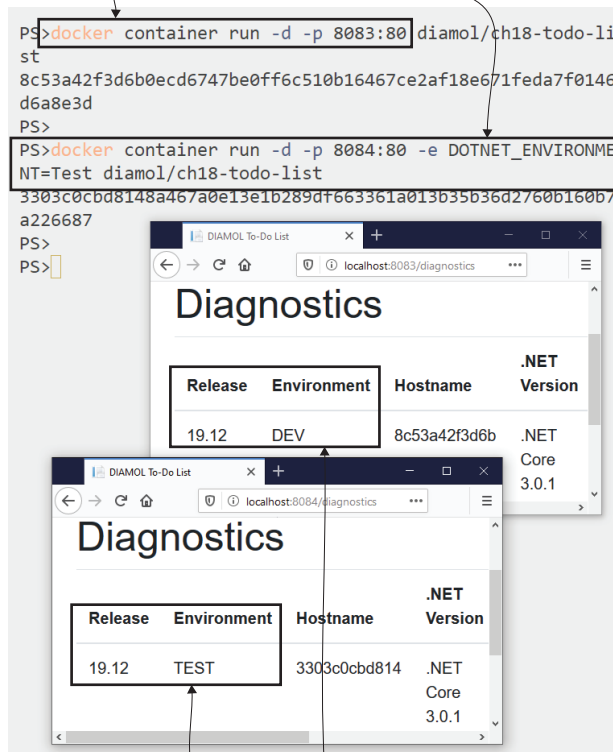 PS>docker container run -d -p 8083:80 diamol/ch18-todo-li
st
8c53a42f3d6b0ecd6747be0ff6c510b16467ce2af18e671feda7f0146
d6a8e3d
PS>
PS>docker container run -d -p 8084:80 -e DOTNET_ENVIRONME
NT=Test diamol/ch18-todo-list
3303c0cbd8148a467a0e13e1b289df663361a013b35b36d2760b160b7
a226687
PS>
PS>
DIAMOL To-Do List
localhost:8083/diagnostics
Diagnostics
Release Environment Hostname .NET Version
19.12 DEV 8c53a42f3d6b .NET Core 3.0.1
DIAMOL To-Do List
localhost:8084/diagnostics
Diagnostics
Release Environment Hostname .NET Version
19.12 TEST 3303c0cbd814 .NET Core 3.0.1